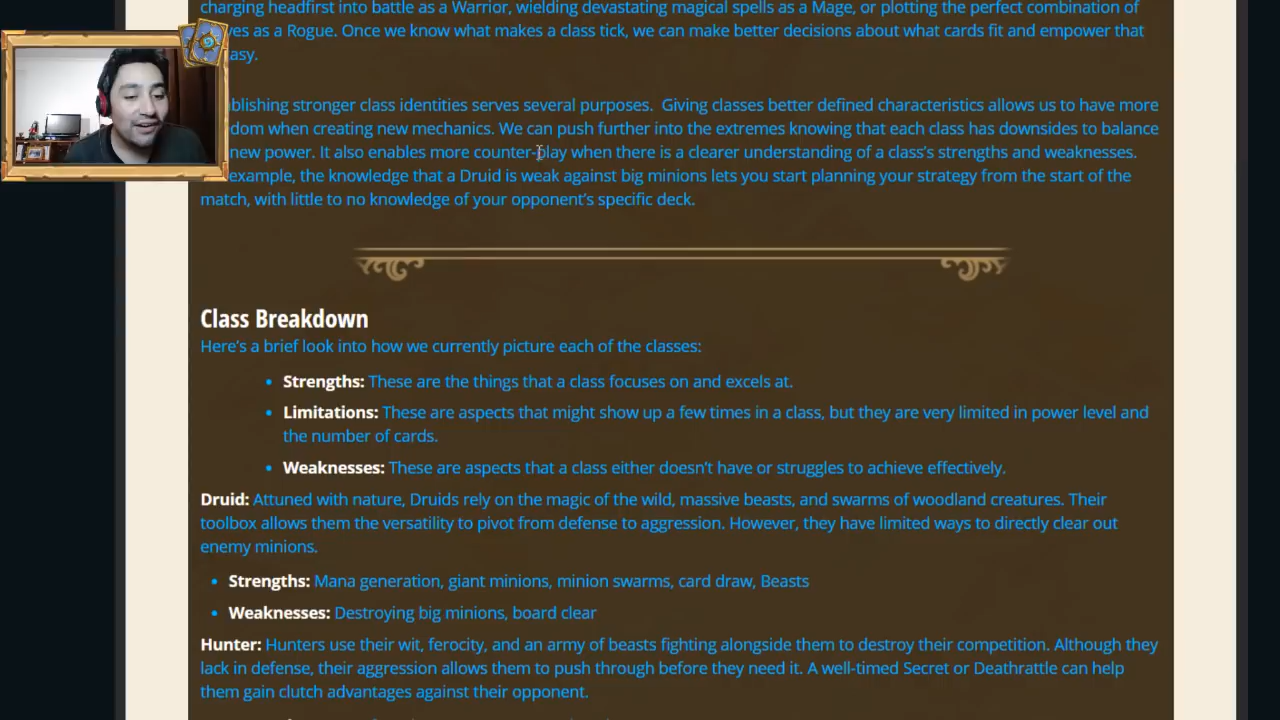 charging headfirst into battle as a Warrior, wielding devastating magical spells as a Mage, or plotting the perfect combination of
es as a Rogue. Once we know what makes a class tick, we can make better decisions about what cards fit and empower that
asy.
blishing stronger class identities serves several purposes. Giving classes better defined characteristics allows us to have more
dom when creating new mechanics. We can push further into the extremes knowing that each class has downsides to balance
new power. It also enables more counter-play when there is a clearer understanding of a class's strengths and weaknesses.
example, the knowledge that a Druid is weak against big minions lets you start planning your strategy from the start of the
match, with little to no knowledge of your opponent's specific deck.
Class Breakdown
Here's a brief look into how we currently picture each of the classes:
• Strengths: These are the things that a class focuses on and excels at.
• Limitations: These are aspects that might show up a few times in a class, but they are very limited in power level and
the number of cards.
• Weaknesses: These are aspects that a class either doesn't have or struggles to achieve effectively.
Druid: Attuned with nature, Druids rely on the magic of the wild, massive beasts, and swarms of woodland creatures. Their
toolbox allows them the versatility to pivot from defense to aggression. However, they have limited ways to directly clear out
enemy minions.
• Strengths: Mana generation, giant minions, minion swarms, card draw, Beasts
• Weaknesses: Destroying big minions, board clear
Hunter: Hunters use their wit, ferocity, and an army of beasts fighting alongside them to destroy their competition. Although they
lack in defense, their aggression allows them to push through before they need it. A well-timed Secret or Deathrattle can help
them gain clutch advantages against their opponent.